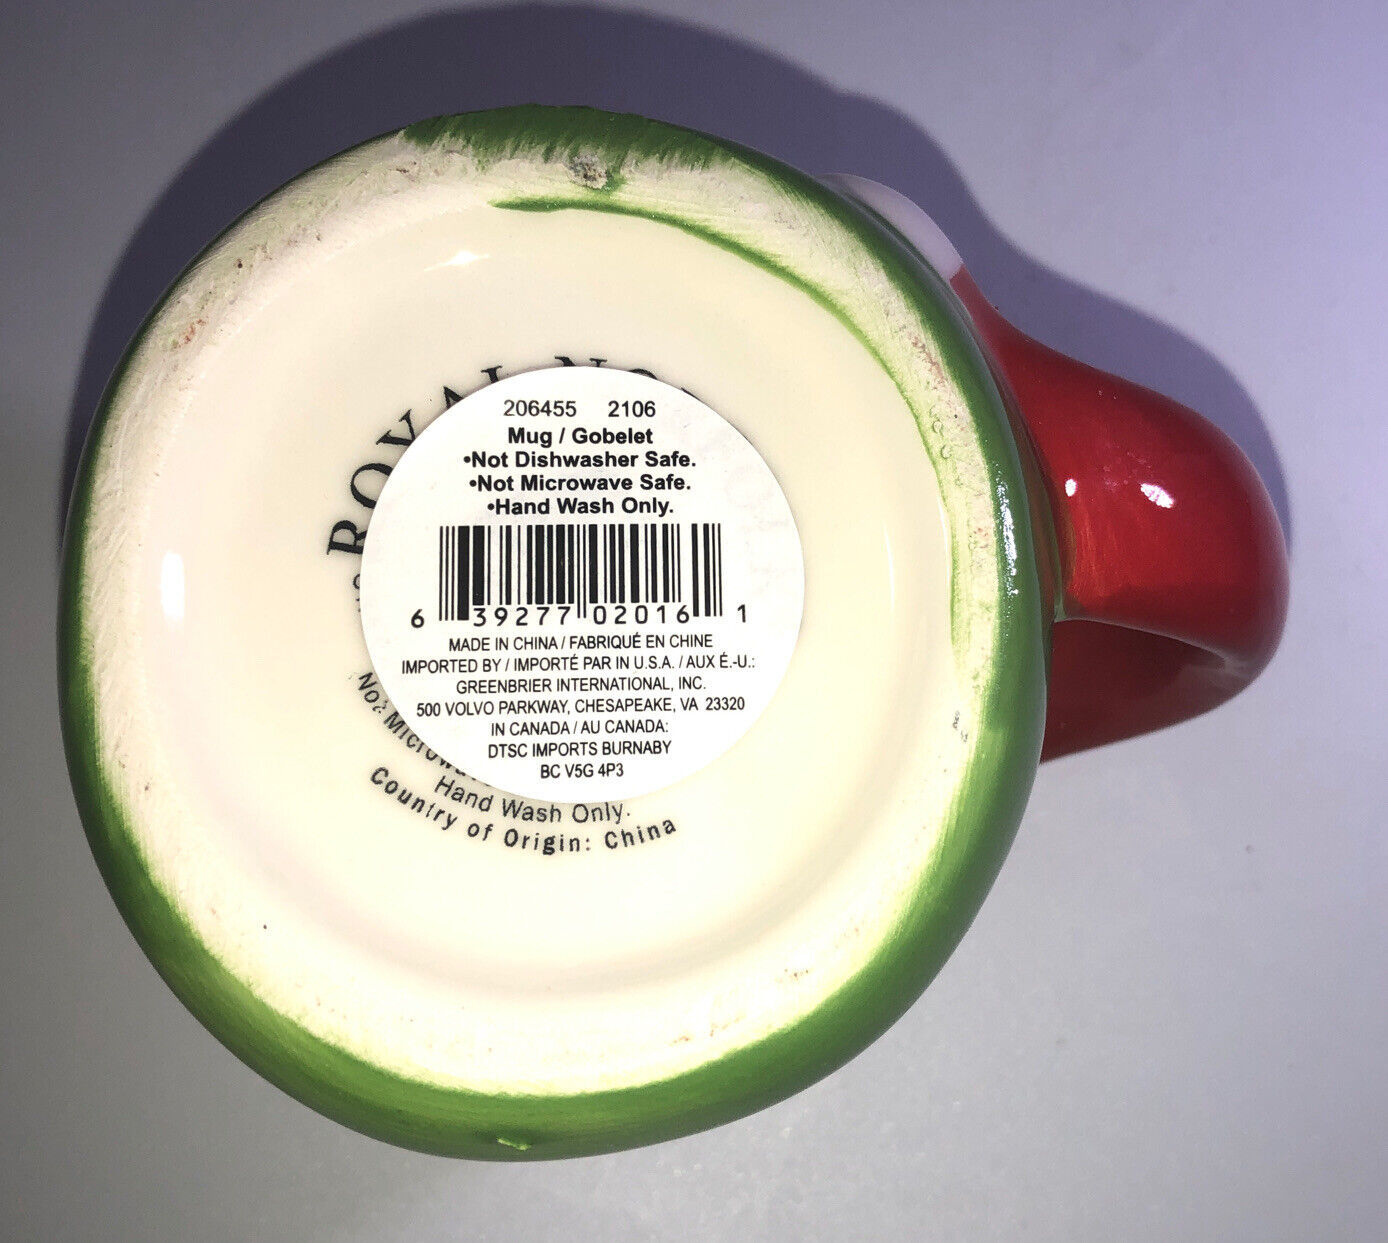 ROYAL
206455 2106
Mug / Gobelet
•Not Dishwasher Safe.
•Not Microwave Safe.
•Hand Wash Only.
6 39277 02016 1
MADE IN CHINA / FABRIQUÉ EN CHINE
IMPORTED BY / IMPORTÉ PAR IN U.S.A. / AUX É.-U.:
GREENBRIER INTERNATIONAL, INC.
500 VOLVO PARKWAY, CHESAPEAKE, VA 23320
IN CANADA / AU CANADA:
DTSC IMPORTS BURNABY
BC V5G 4P3
Hand Wash Only.
Country of Origin: China